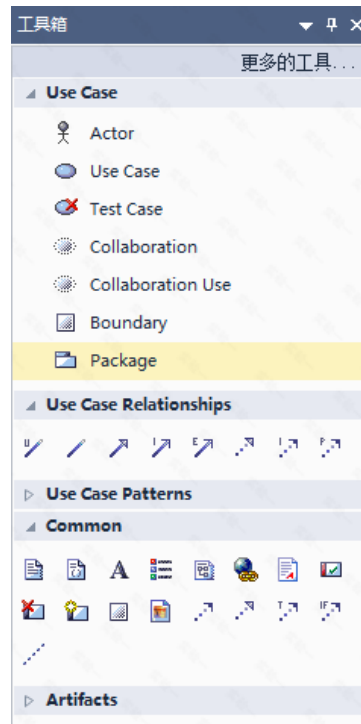 工具箱
更多的工具...
Use Case
Actor
Use Case
Test Case
Collaboration
Collaboration Use
Boundary
Package
Use Case Relationships
U I E I P
Use Case Patterns
Common
A
T IF
Artifacts